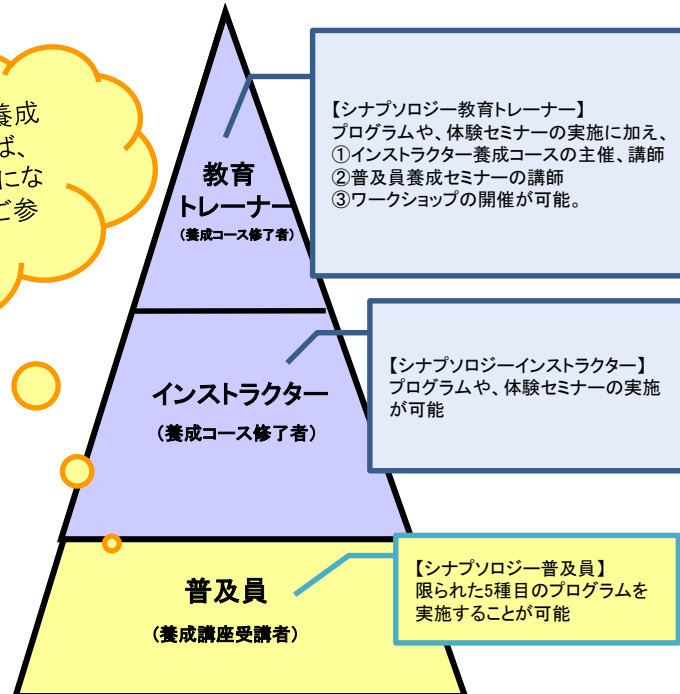 養成
ば、
にな
ご参
教育
トレーナー
(養成コース修了者)
【シナプソロジー教育トレーナー】
プログラムや、体験セミナーの実施に加え、
①インストラクター養成コースの主催、講師
②普及員養成セミナーの講師
③ワークショップの開催が可能。
インストラクター
(養成コース修了者)
【シナプソロジーインストラクター】
プログラムや、体験セミナーの実施
が可能
普及員
(養成講座受講者)
【シナプソロジー普及員】
限られた5種目のプログラムを
実施することが可能